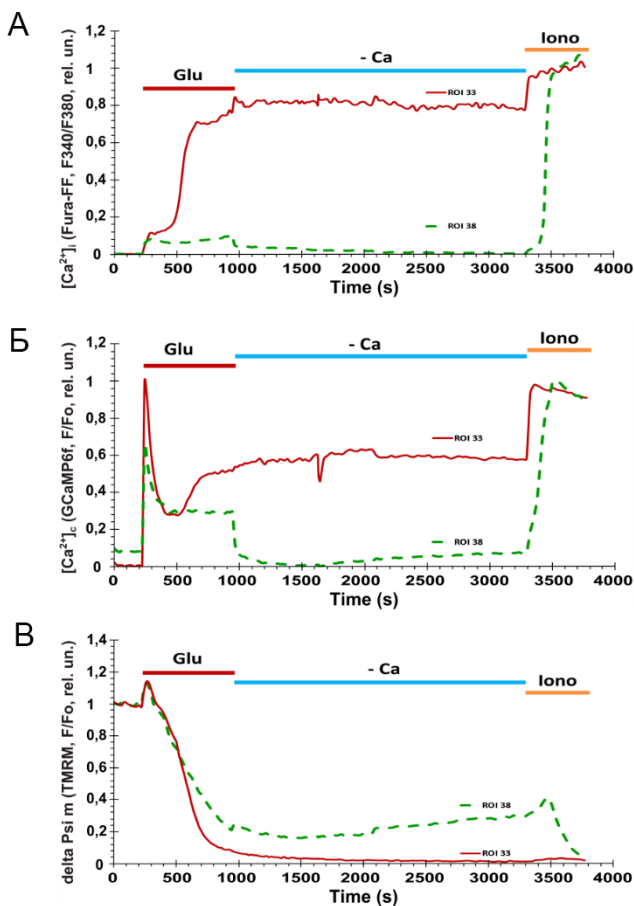 А
[Ca²⁺]ᵢ (Fura-FF, F340/F380, rel. un.)
1,4
1,2
1
0,8
0,6
0,4
0,2
0
Glu
- Ca
Iono
ROI 33
ROI 38
0 500 1000 1500 2000 2500 3000 3500 4000
Time (s)
Б
[Ca²⁺]c (GCaMP6f, F/Fo, rel. un.)
1,2
1
0,8
0,6
0,4
0,2
0
Glu
- Ca
Iono
ROI 33
ROI 38
0 500 1000 1500 2000 2500 3000 3500 4000
Time (s)
В
delta Psi m (TMRM, F/Fo, rel. un.)
1,4
1,2
1
0,8
0,6
0,4
0,2
0
Glu
- Ca
Iono
ROI 38
ROI 33
0 500 1000 1500 2000 2500 3000 3500 4000
Time (s)